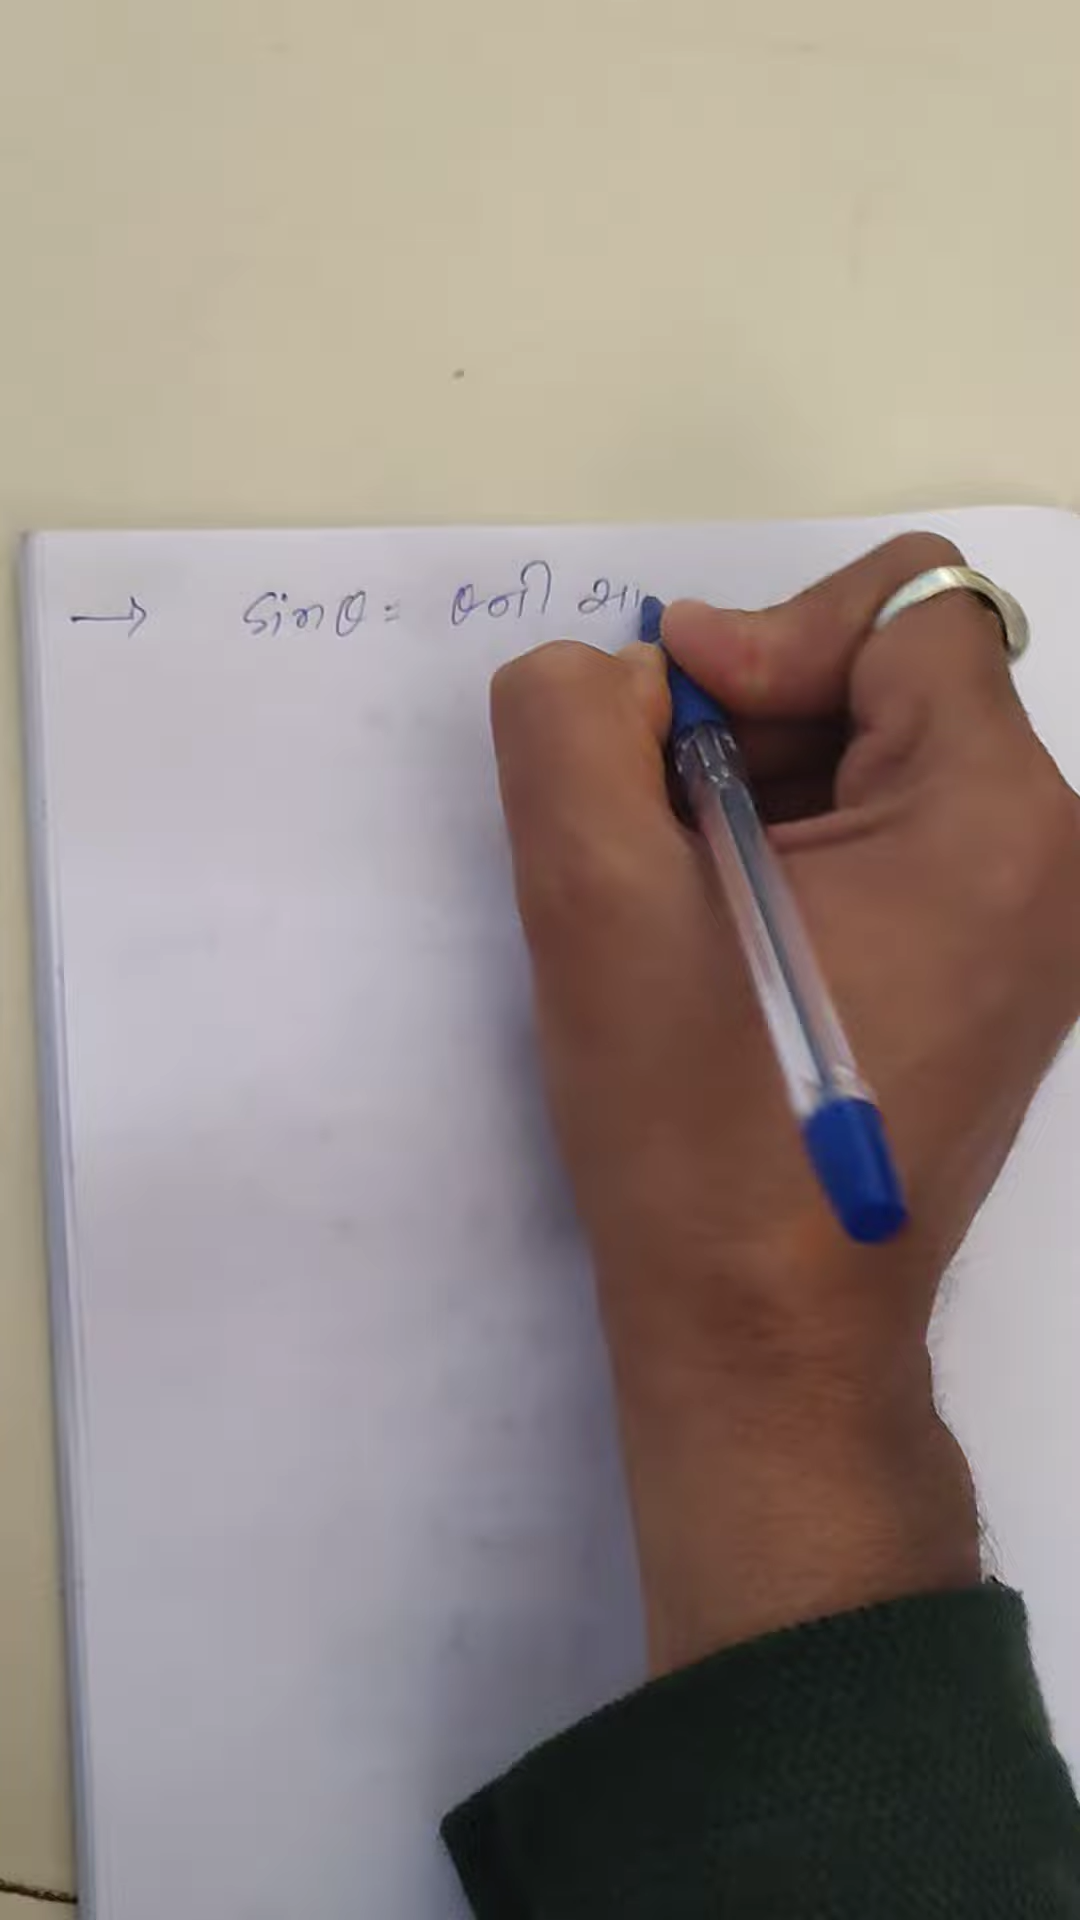 → sinθ = θની સા